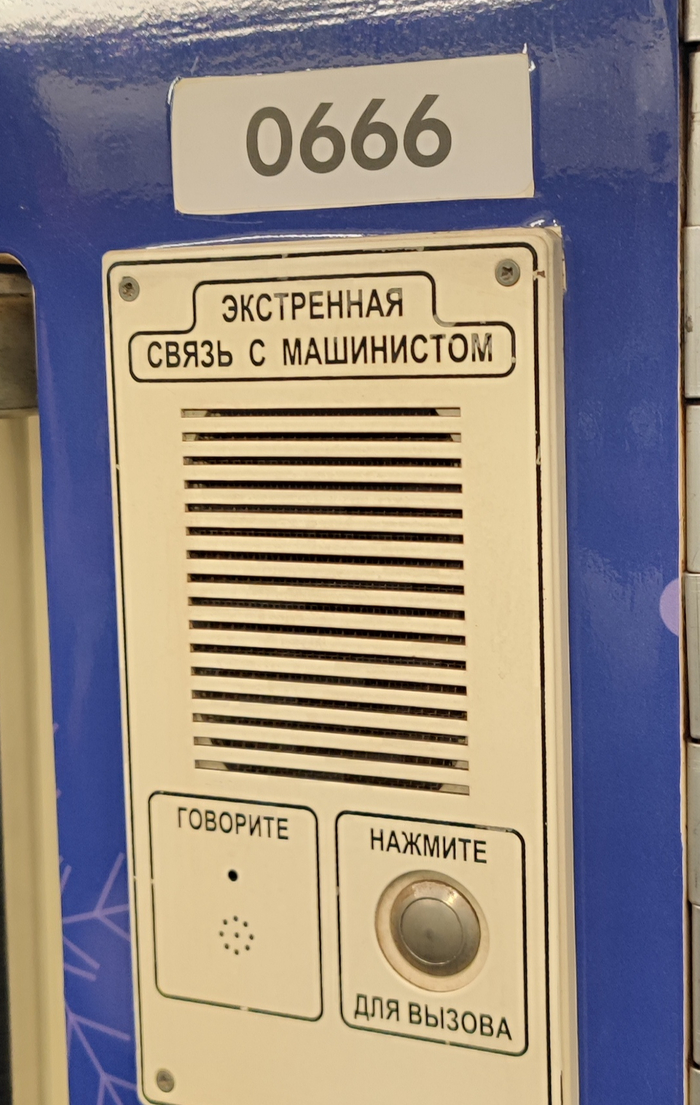 0666
ЭКСТРЕННАЯ
СВЯЗЬ С МАШИНИСТОМ
ГОВОРИТЕ
НАЖМИТЕ
ДЛЯ ВЫЗОВА